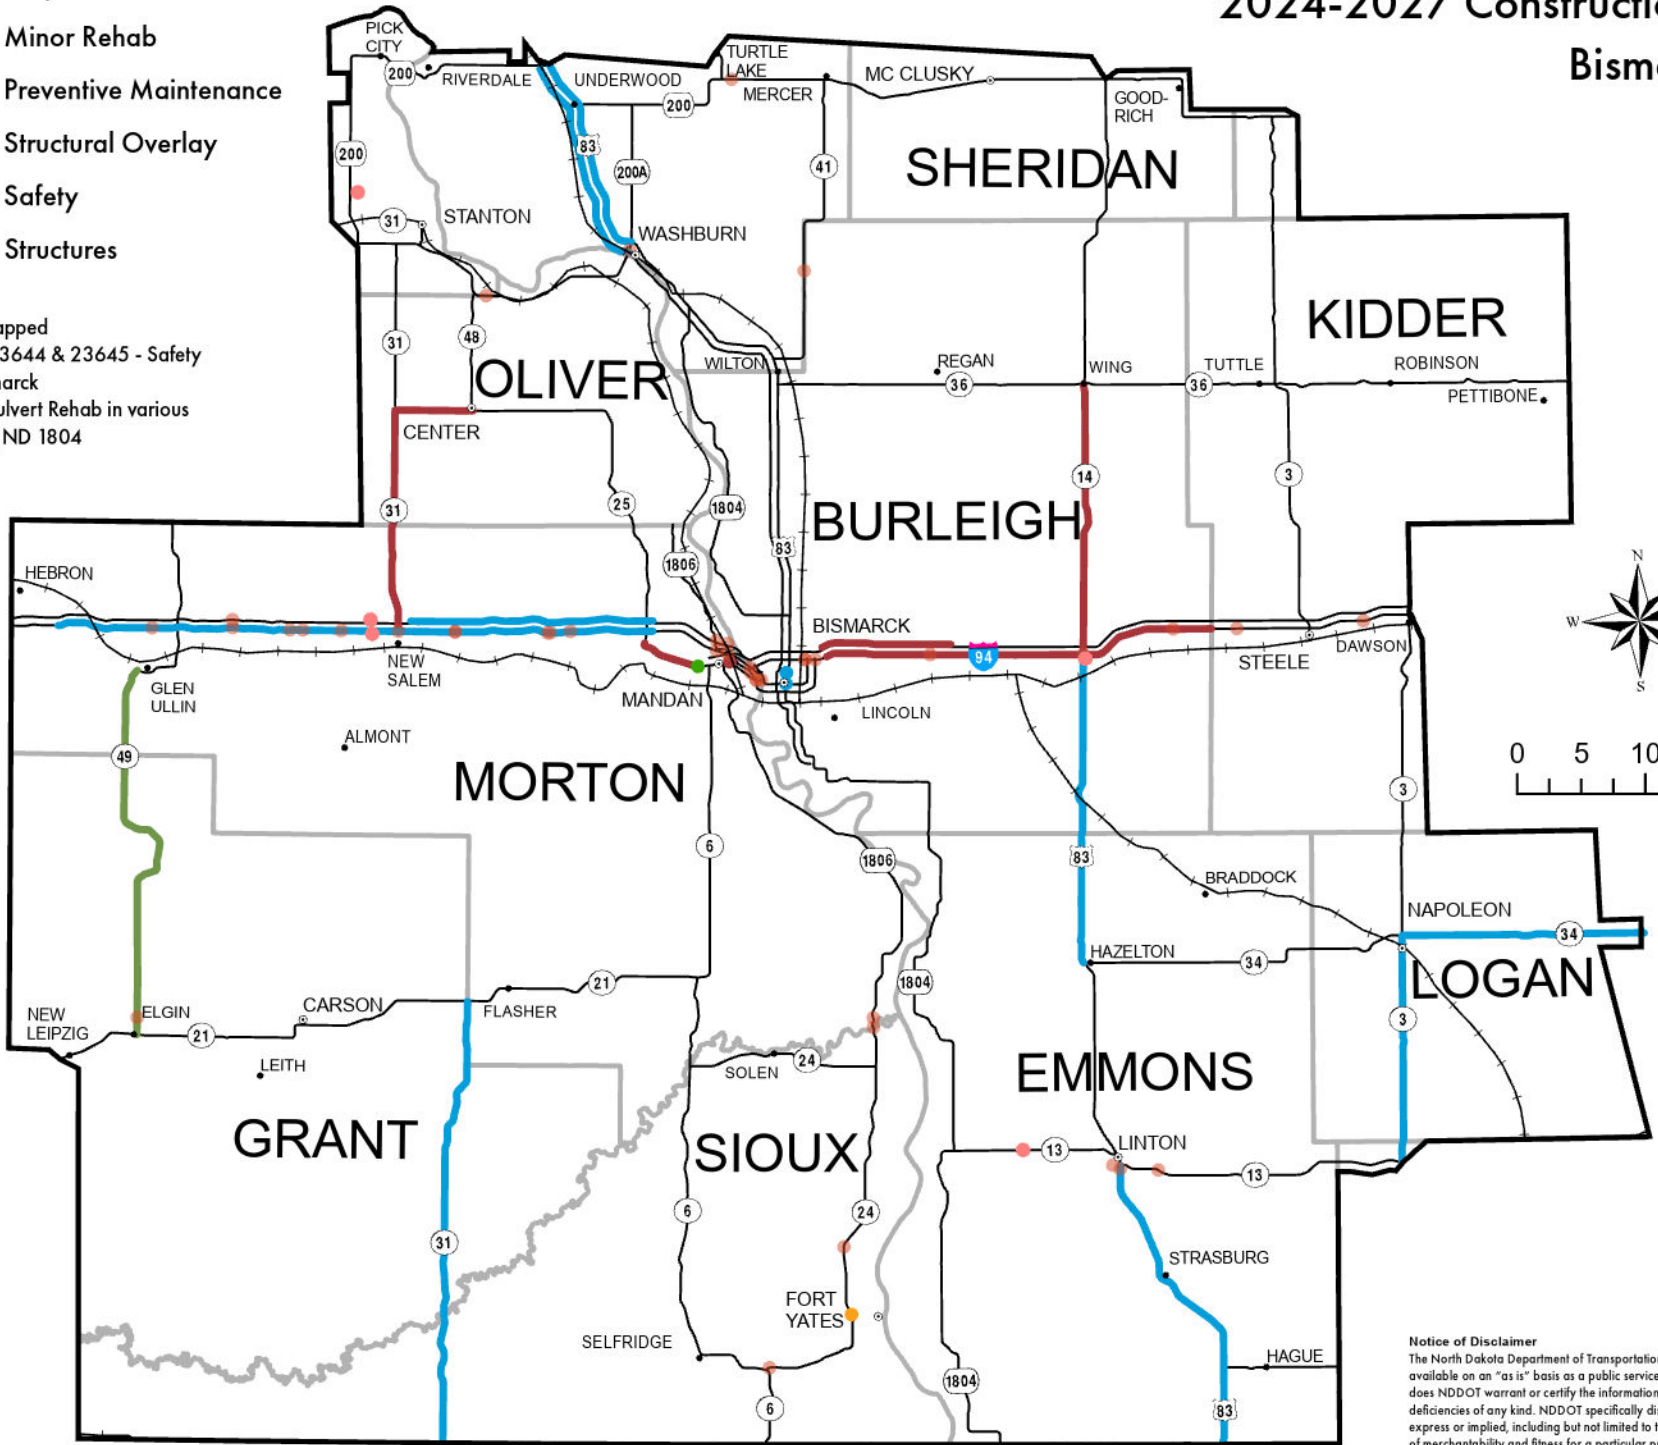 2024-2027
Bism
Minor Rehab
Preventive Maintenance
Structural Overlay
Safety
Structures
3644 & 23645 - Safety
ulvert Rehab in various
ND 1804
PICK
CITY
200
RIVERDALE
UNDERWOOD
TURTLE
LAKE
MERCER
MC CLUSKY
GOOD-
RICH
200
83
200
200A
41
SHERIDAN
31
STANTON
WASHBURN
KIDDER
31
48
OLIVER
WILTON
REGAN
36
WING
36
TUTTLE
ROBINSON
PETTIBONE
CENTER
14
3
31
25
1804
BURLEIGH
83
1806
HEBRON
N
W
S
BISMARCK
94
NEW
SALEM
STEELE
DAWSON
GLEN
ULLIN
MANDAN
LINCOLN
ALMONT
49
MORTON
0 5 10
3
6
1806
83
BRADDOCK
NAPOLEON
34
HAZELTON
34
LOGAN
21
1804
CARSON
FLASHER
NEW
LEIPZIG
ELGIN
21
3
LEITH
SOLEN
24
EMMONS
GRANT
SIOUX
13
LINTON
13
6
24
31
STRASBURG
FORT
YATES
SELFRIDGE
HAGUE
1804
6
83
Notice of Disclaimer
The North Dakota Department of Transportation
available on an "as is" basis as a public service
does NDDOT warrant or certify the information
deficiencies of any kind. NDDOT specifically
express or implied, including but not limited to
of merchantability and fitness for a particular